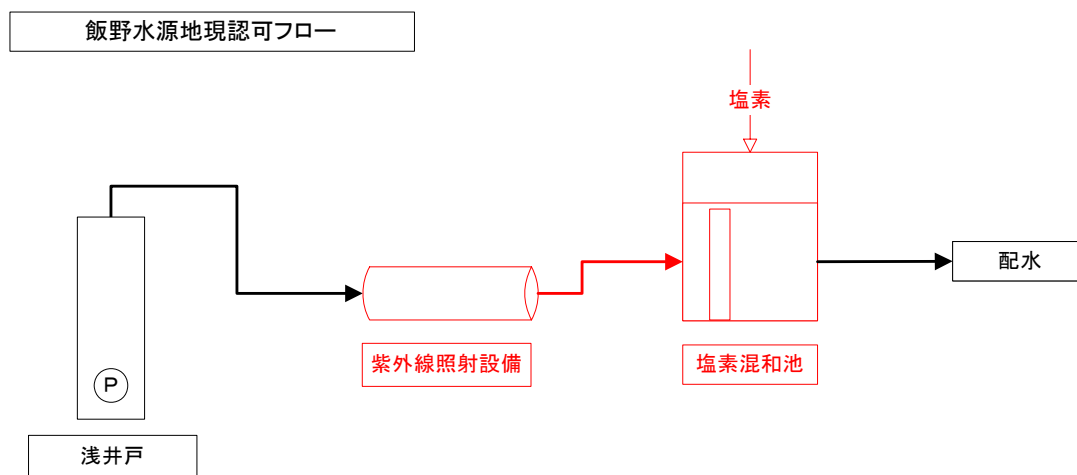 飯野水源地現認可フロー
塩素
配水
紫外線照射設備
塩素混和池
P
浅井戸